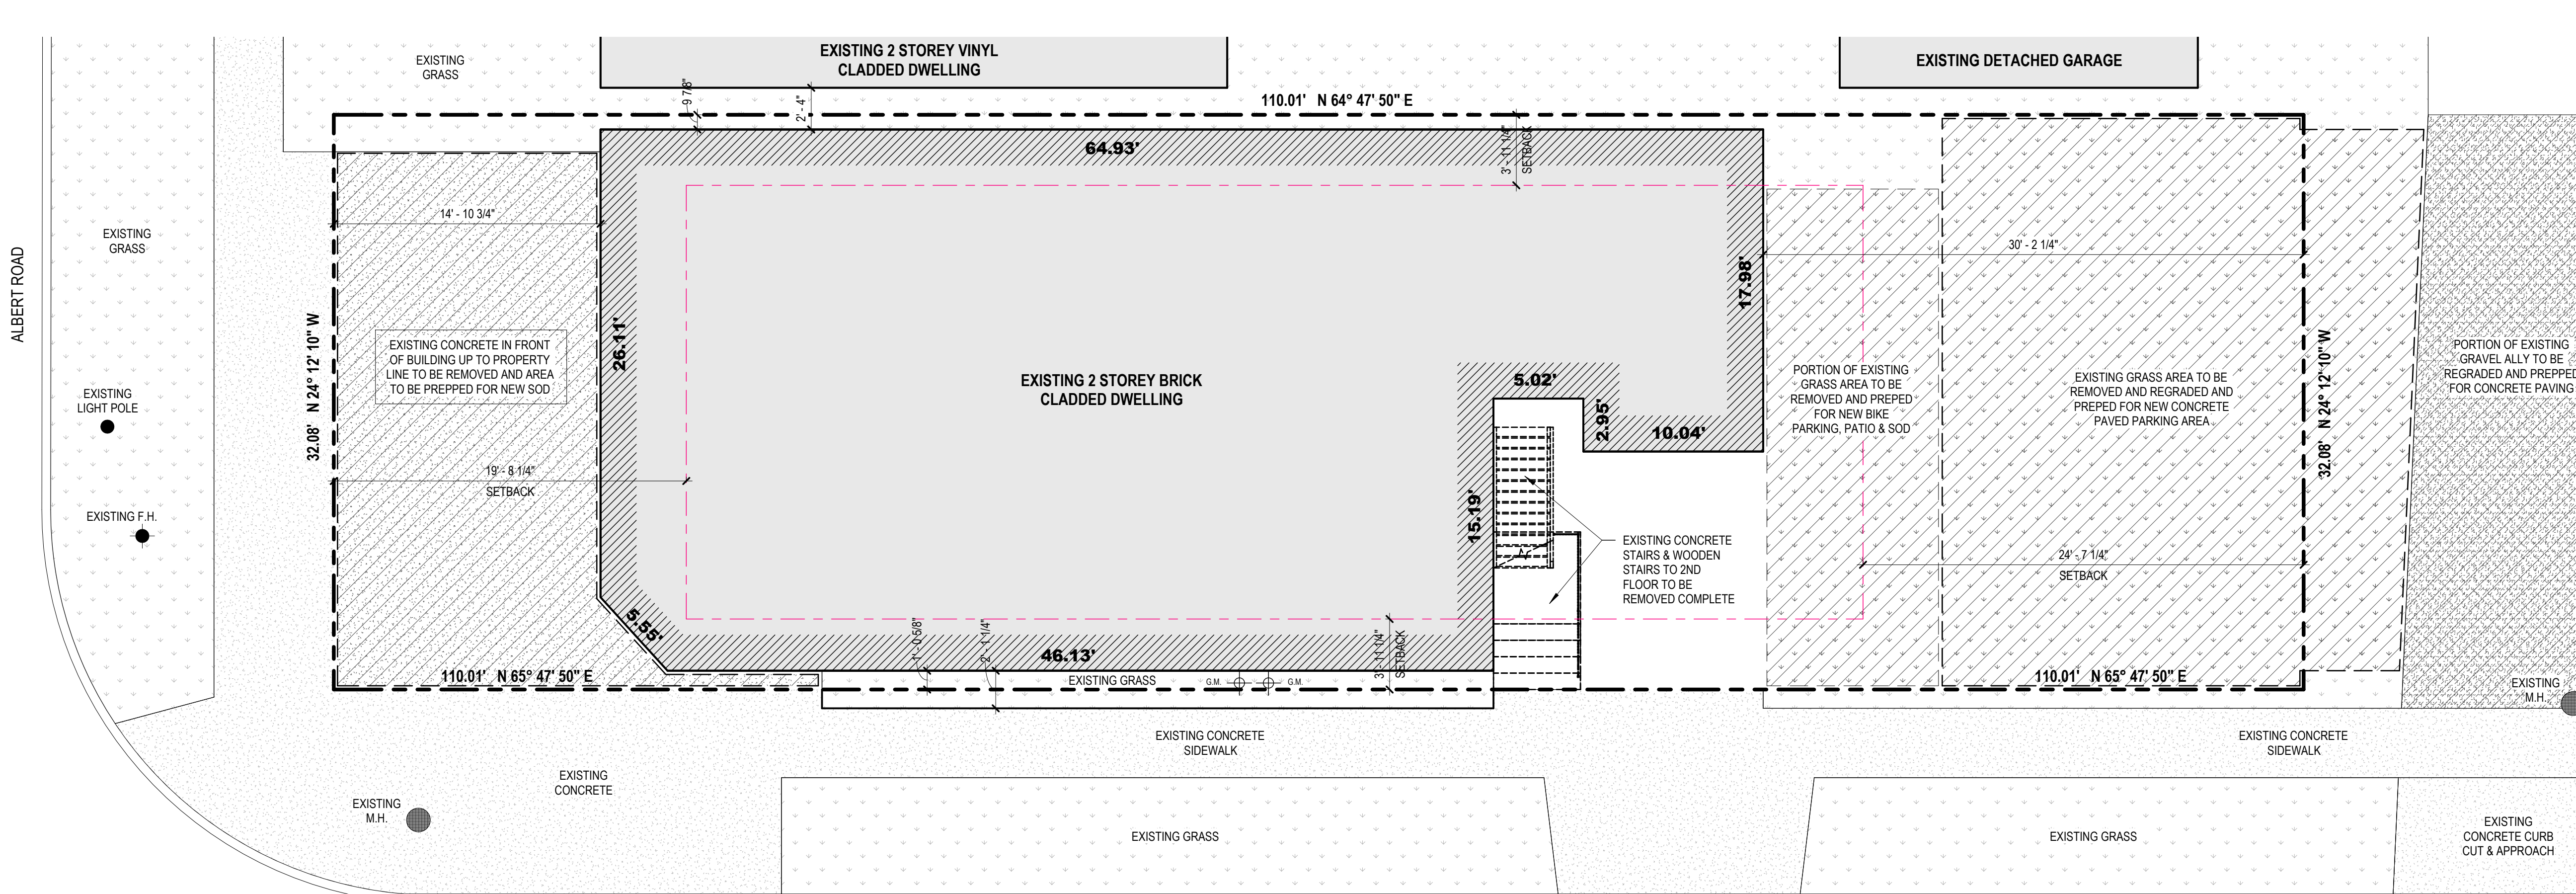 EXISTING 2 STOREY VINYL
CLADDED DWELLING
EXISTING DETACHED GARAGE
EXISTING
GRASS
9 7/8"
2' - 4"
110.01'   N 64° 47' 50" E
64.93'
3' - 11 1/4"
SETBACK
14' - 10 3/4"
EXISTING
GRASS
30' - 2 1/4"
17.98'
ALBERT ROAD
26.11'
32.08'   N 24° 12' 10" W
EXISTING CONCRETE IN FRONT
OF BUILDING UP TO PROPERTY
LINE TO BE REMOVED AND AREA
TO BE PREPPED FOR NEW SOD
EXISTING 2 STOREY BRICK
CLADDED DWELLING
5.02'
2.95'
10.04'
PORTION OF EXISTING
GRASS AREA TO BE
REMOVED AND PREPED
FOR NEW BIKE
PARKING, PATIO & SOD
EXISTING GRASS AREA TO BE
REMOVED AND REGRADED AND
PREPED FOR NEW CONCRETE
PAVED PARKING AREA
32.08'   N 24° 12' 10" W
PORTION OF EXISTING
GRAVEL ALLY TO BE
REGRADED AND PREPPED
FOR CONCRETE PAVING
EXISTING
LIGHT POLE
19' - 8 1/4"
SETBACK
15.19'
EXISTING F.H.
EXISTING CONCRETE
STAIRS & WOODEN
STAIRS TO 2ND
FLOOR TO BE
REMOVED COMPLETE
24' - 7 1/4"
SETBACK
5.55'
1' - 0 5/8"
2' - 1 1/4"
46.13'
3' - 11 1/4"
SETBACK
110.01'   N 65° 47' 50" E
EXISTING GRASS
G.M.
G.M.
110.01'   N 65° 47' 50" E
EXISTING
M.H.
EXISTING CONCRETE
SIDEWALK
EXISTING CONCRETE
SIDEWALK
EXISTING
CONCRETE
EXISTING
M.H.
EXISTING GRASS
EXISTING GRASS
EXISTING
CONCRETE CURB
CUT & APPROACH